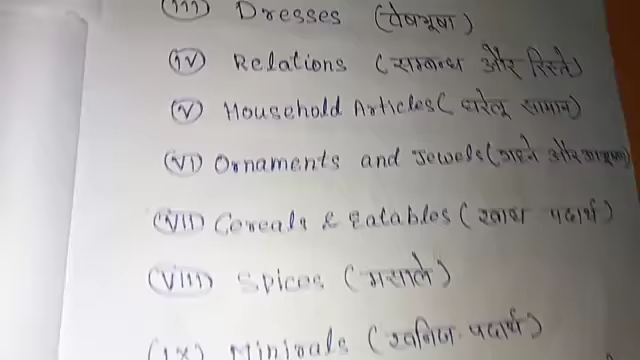 (iii) Dresses (वेषभूषा)
(iv) Relations (सम्बन्ध और रिश्ते)
(v) Household Articles (घरेलू सामान)
(vi) Ornaments and Jewels (गहने और आभूषण)
(vii) Cereals & Eatables (खाद्य पदार्थ)
(viii) Spices (मसाले)
(ix) Minirals (खनिज पदार्थ)